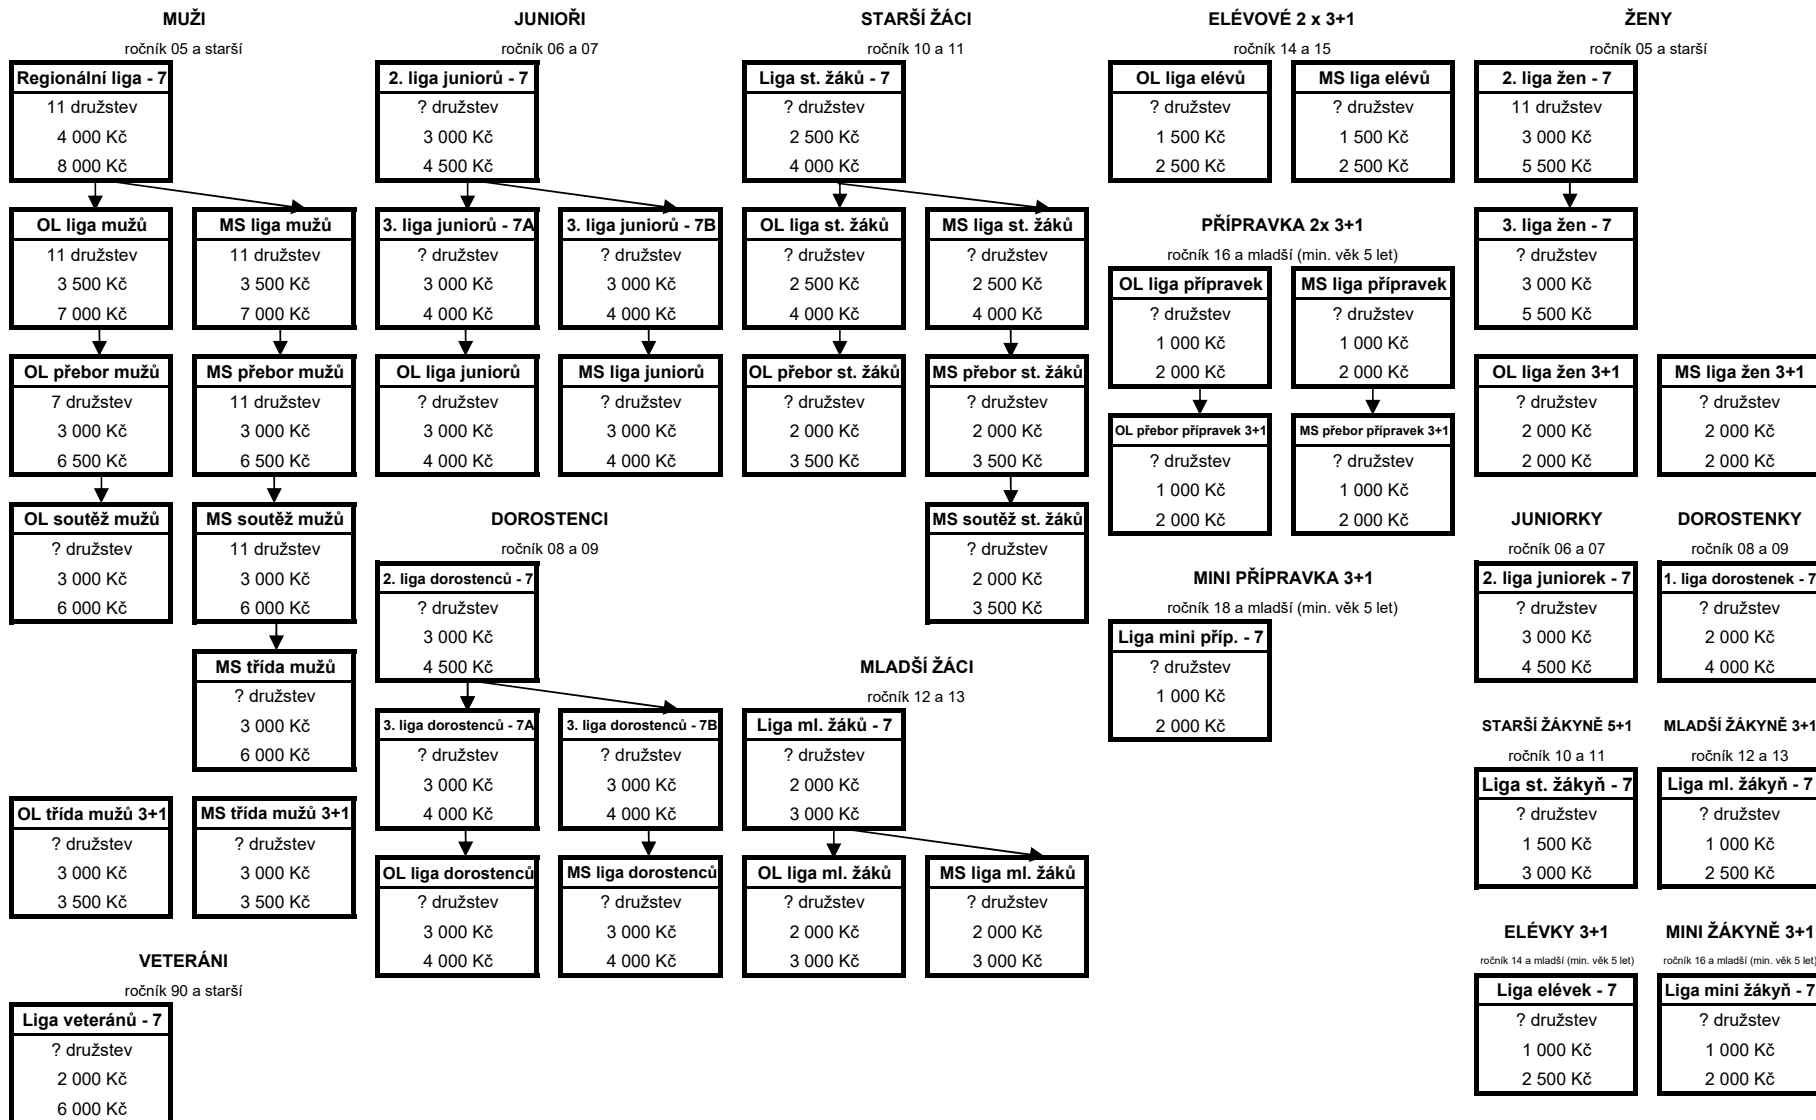 MUŽI
ročník 05 a starší
Regionální liga - 7
11 družstev
4 000 Kč
8 000 Kč
OL liga mužů
11 družstev
3 500 Kč
7 000 Kč
MS liga mužů
11 družstev
3 500 Kč
7 000 Kč
OL přebor mužů
7 družstev
3 000 Kč
6 500 Kč
MS přebor mužů
11 družstev
3 000 Kč
6 500 Kč
OL soutěž mužů
? družstev
3 000 Kč
6 000 Kč
MS soutěž mužů
11 družstev
3 000 Kč
6 000 Kč
MS třída mužů
? družstev
3 000 Kč
6 000 Kč
OL třída mužů 3+1
? družstev
3 000 Kč
3 500 Kč
MS třída mužů 3+1
? družstev
3 000 Kč
3 500 Kč
VETERÁNI
ročník 90 a starší
Liga veteránů - 7
? družstev
2 000 Kč
6 000 Kč
JUNIOŘI
ročník 06 a 07
2. liga juniorů - 7
? družstev
3 000 Kč
4 500 Kč
3. liga juniorů - 7A
? družstev
3 000 Kč
4 000 Kč
3. liga juniorů - 7B
? družstev
3 000 Kč
4 000 Kč
OL liga juniorů
? družstev
3 000 Kč
4 000 Kč
MS liga juniorů
? družstev
3 000 Kč
4 000 Kč
DOROSTENCI
ročník 08 a 09
2. liga dorostenců - 7
? družstev
3 000 Kč
4 500 Kč
3. liga dorostenců - 7A
? družstev
3 000 Kč
4 000 Kč
3. liga dorostenců - 7B
? družstev
3 000 Kč
4 000 Kč
OL liga dorostenců
? družstev
3 000 Kč
4 000 Kč
MS liga dorostenců
? družstev
3 000 Kč
4 000 Kč
STARŠÍ ŽÁCI
ročník 10 a 11
Liga st. žáků - 7
? družstev
2 500 Kč
4 000 Kč
OL liga st. žáků
? družstev
2 500 Kč
4 000 Kč
MS liga st. žáků
? družstev
2 500 Kč
4 000 Kč
OL přebor st. žáků
? družstev
2 000 Kč
3 500 Kč
MS přebor st. žáků
? družstev
2 000 Kč
3 500 Kč
MS soutěž st. žáků
? družstev
2 000 Kč
3 500 Kč
MLADŠÍ ŽÁCI
ročník 12 a 13
Liga ml. žáků - 7
? družstev
2 000 Kč
3 000 Kč
OL liga ml. žáků
? družstev
2 000 Kč
3 000 Kč
MS liga ml. žáků
? družstev
2 000 Kč
3 000 Kč
ELÉVOVÉ 2 x 3+1
ročník 14 a 15
OL liga elévů
? družstev
1 500 Kč
2 500 Kč
MS liga elévů
? družstev
1 500 Kč
2 500 Kč
PŘÍPRAVKA 2x 3+1
ročník 16 a mladší (min. věk 5 let)
OL liga přípravek
? družstev
1 000 Kč
2 000 Kč
MS liga přípravek
? družstev
1 000 Kč
2 000 Kč
OL přebor přípravek 3+1
? družstev
1 000 Kč
2 000 Kč
MS přebor přípravek 3+1
? družstev
1 000 Kč
2 000 Kč
MINI PŘÍPRAVKA 3+1
ročník 18 a mladší (min. věk 5 let)
Liga mini příp. - 7
? družstev
1 000 Kč
2 000 Kč
ŽENY
ročník 05 a starší
2. liga žen - 7
11 družstev
3 000 Kč
5 500 Kč
3. liga žen - 7
? družstev
3 000 Kč
5 500 Kč
OL liga žen 3+1
? družstev
2 000 Kč
2 000 Kč
MS liga žen 3+1
? družstev
2 000 Kč
2 000 Kč
JUNIORKY
ročník 06 a 07
2. liga juniorek - 7
? družstev
3 000 Kč
4 500 Kč
DOROSTENKY
ročník 08 a 09
1. liga dorostenek - 7
? družstev
2 000 Kč
4 000 Kč
STARŠÍ ŽÁKYNĚ 5+1
ročník 10 a 11
Liga st. žákyň - 7
? družstev
1 500 Kč
3 000 Kč
MLADŠÍ ŽÁKYNĚ 3+1
ročník 12 a 13
Liga ml. žákyň - 7
? družstev
1 000 Kč
2 500 Kč
ELÉVKY 3+1
ročník 14 a mladší (min. věk 5 let)
Liga elévek - 7
? družstev
1 000 Kč
2 500 Kč
MINI ŽÁKYNĚ 3+1
ročník 16 a mladší (min. věk 5 let)
Liga mini žákyň - 7
? družstev
1 000 Kč
2 000 Kč